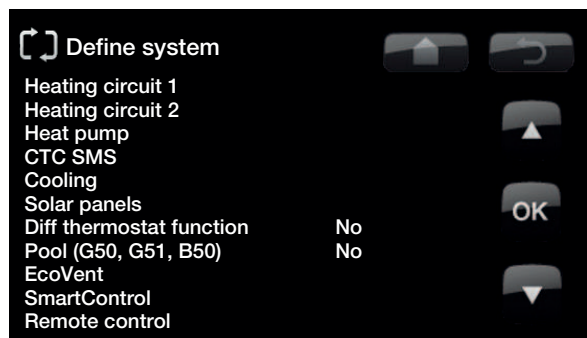 Define system
Heating circuit 1
Heating circuit 2
Heat pump
CTC SMS
Cooling
Solar panels
Diff thermostat function No
Pool (G50, G51, B50) No
EcoVent
SmartControl
Remote control
OK